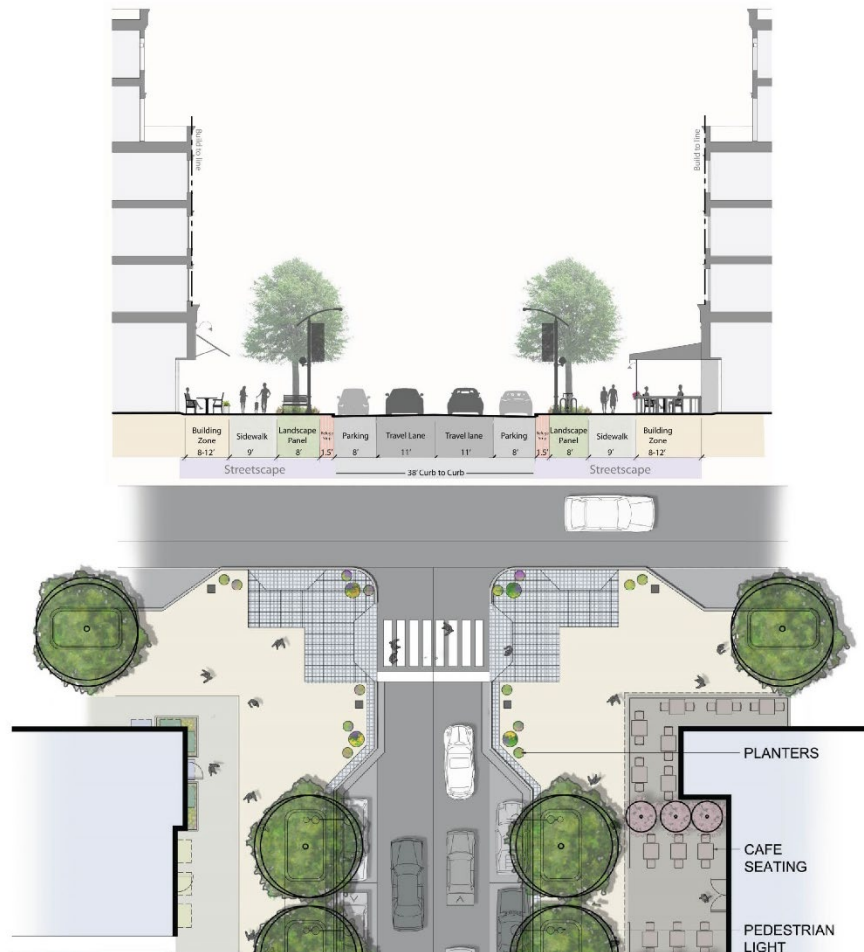 Build to line
Build to line
Building Zone
8-12'
Sidewalk
9'
Landscape Panel
8'
1.5'
Parking
8'
Travel Lane
11'
Travel lane
11'
Parking
8'
1.5'
Landscape Panel
8'
Sidewalk
9'
Building Zone
8-12'
Streetscape
38' Curb to Curb
Streetscape
PLANTERS
CAFE
SEATING
PEDESTRIAN
LIGHT